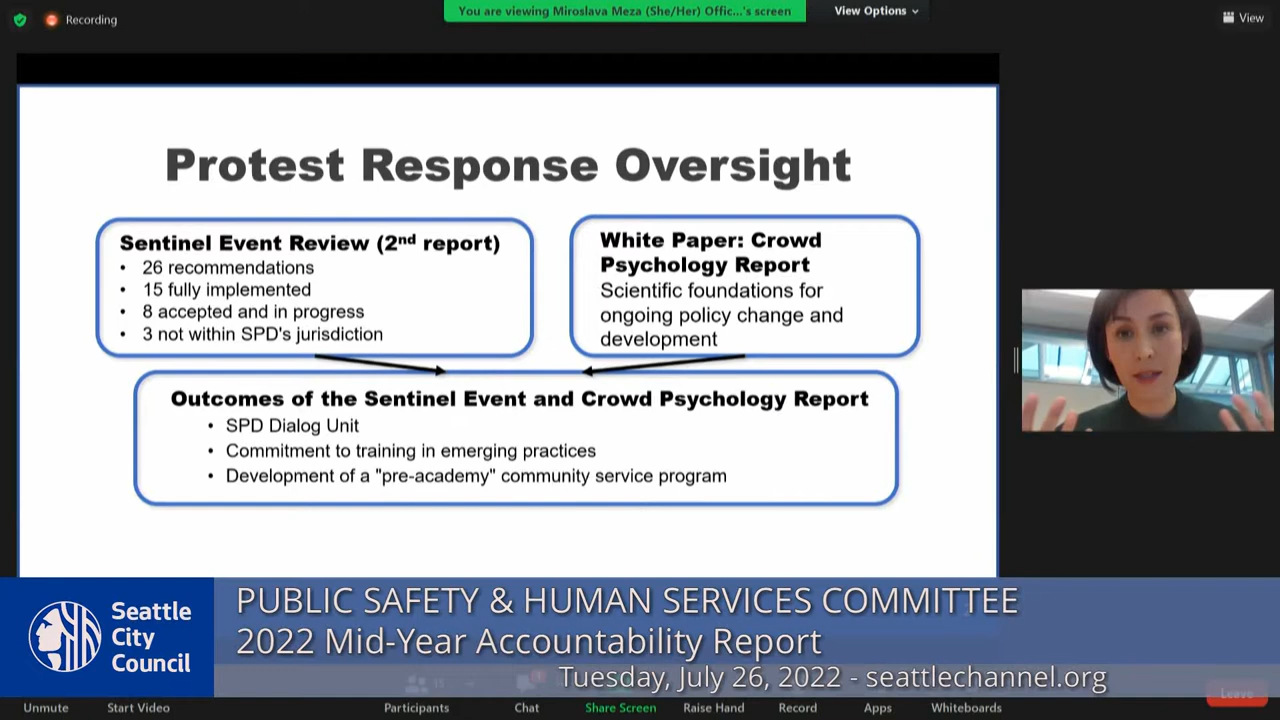 Recording
You are viewing Miroslava Meza (She/Her) Offic...'s screen
View Options
View
Protest Response Oversight
Sentinel Event Review (2nd report)
• 26 recommendations
• 15 fully implemented
• 8 accepted and in progress
• 3 not within SPD's jurisdiction
White Paper: Crowd
Psychology Report
Scientific foundations for
ongoing policy change and
development
Outcomes of the Sentinel Event and Crowd Psychology Report
• SPD Dialog Unit
• Commitment to training in emerging practices
• Development of a "pre-academy" community service program
Seattle
City
Council
PUBLIC SAFETY & HUMAN SERVICES COMMITTEE
2022 Mid-Year Accountability Report
Tuesday, July 26, 2022 - seattlechannel.org
Unmute
Start Video
Participants
Chat
Share Screen
Raise Hand
Record
Apps
Whiteboards
Leave